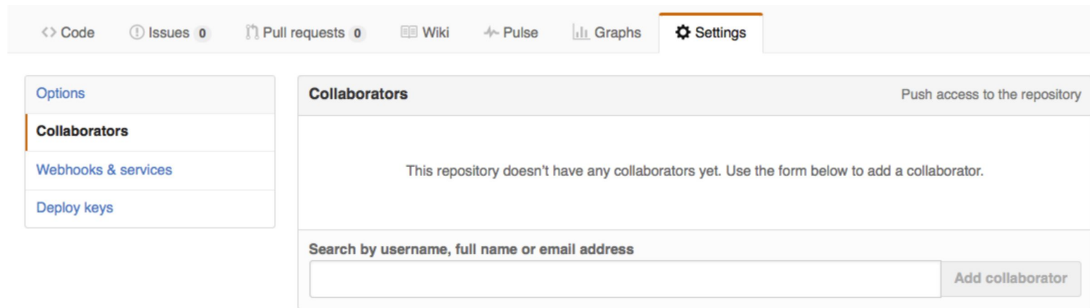 Code Issues 0 Pull requests 0 Wiki Pulse Graphs Settings
Options
Collaborators
Webhooks & services
Deploy keys
Collaborators Push access to the repository
This repository doesn't have any collaborators yet. Use the form below to add a collaborator.
Search by username, full name or email address
Add collaborator